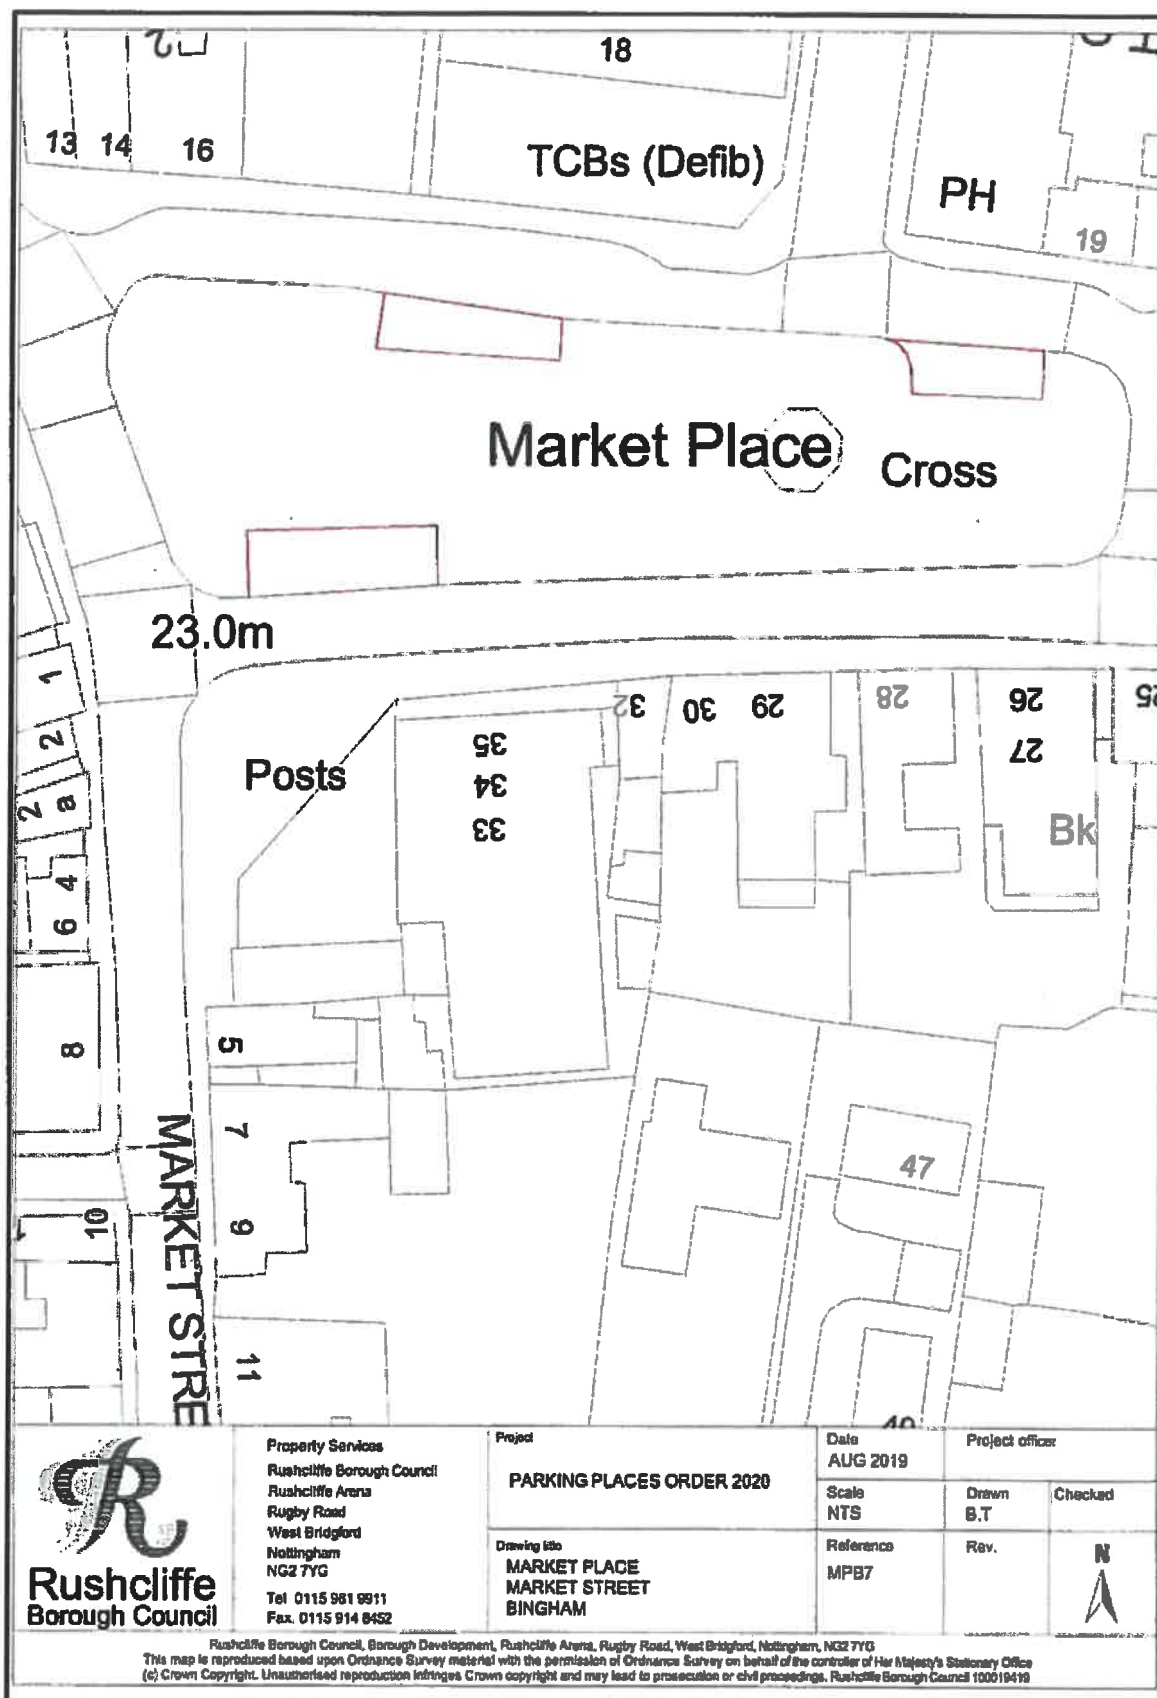 2
18
13 14 16
TCBs (Defib)
PH
19
Market Place
Cross
23.0m
1
2
2 a
4
6
8
10
Posts
35
34
33
32
30
29
28
26
27
25
Bk
5
7
9
11
47
MARKET STRE
Rushcliffe
Borough Council
Property Services
Rushcliffe Borough Council
Rushcliffe Arena
Rugby Road
West Bridgford
Nottingham
NG2 7YG
Tel 0115 981 9911
Fax. 0115 914 8452
Project
PARKING PLACES ORDER 2020
Drawing title
MARKET PLACE
MARKET STREET
BINGHAM
Date
AUG 2019
Project officer
Scale
NTS
Drawn
B.T
Checked
Reference
MPB7
Rev.
N
Rushcliffe Borough Council, Borough Development, Rushcliffe Arena, Rugby Road, West Bridgford, Nottingham, NG2 7YG
This map is reproduced based upon Ordnance Survey material with the permission of Ordnance Survey on behalf of the controller of Her Majesty's Stationary Office
(c) Crown Copyright. Unauthorised reproduction infringes Crown copyright and may lead to prosecution or civil proceedings. Rushcliffe Borough Council 100019419